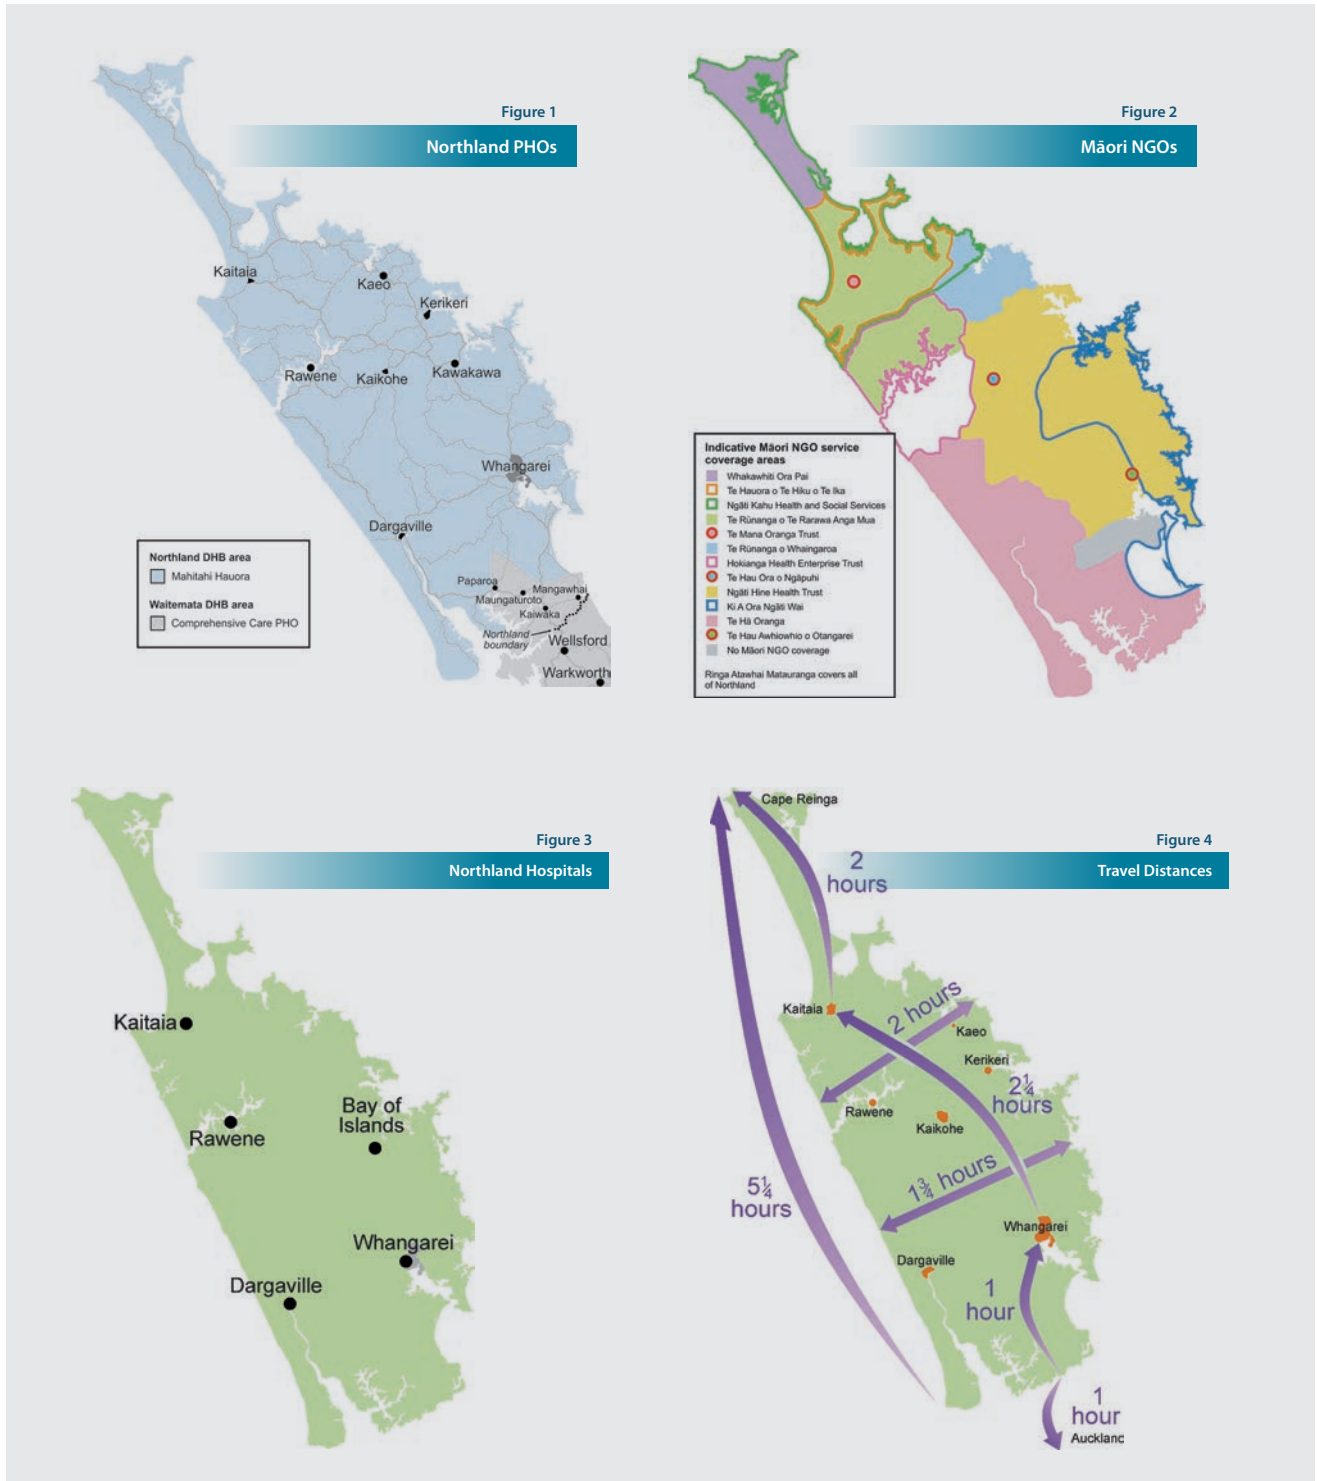 Figure 1
Northland PHOs
Kaitaia
Kaeo
Kerikeri
Rawene
Kaikohe
Kawakawa
Whangarei
Dargaville
Paparoa
Maungaturoto
Mangawhai
Kaiwaka
Northland
boundary
Wellsford
Warkworth
Northland DHB area
Mahitahi Hauora
Waitemata DHB area
Comprehensive Care PHO
Figure 2
Māori NGOs
Indicative Māori NGO service
coverage areas
Whakawhiti Ora Pai
Te Hauora o Te Hiku o Te Ika
Ngāti Kahu Health and Social Services
Te Rūnanga o Te Rarawa Anga Mua
Te Mana Oranga Trust
Te Rūnanga o Whaingaroa
Hokianga Health Enterprise Trust
Te Hau Ora o Ngāpuhi
Ngāti Hine Health Trust
Ki A Ora Ngāti Wai
Te Hā Oranga
Te Hau Awhiowhio o Otangarei
No Māori NGO coverage
Ringa Atawhai Matauranga covers all
of Northland
Figure 3
Northland Hospitals
Kaitaia
Rawene
Bay of
Islands
Whangarei
Dargaville
Figure 4
Travel Distances
Cape Reinga
2
hours
Kaitaia
2 hours
Kaeo
Kerikeri
2¼
hours
Rawene
Kaikohe
1¾ hours
5¼
hours
Whangarei
Dargaville
1
hour
1
hour
Aucklanc